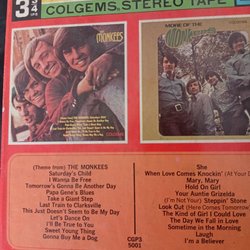 3 3/4
COLGEMS STEREO TAPE
THE MONKEES
MORE OF THE
MONKEES
COLGEMS
(Theme from) THE MONKEES
Saturday's Child
I Wanna Be Free
Tomorrow's Gonna Be Another Day
Papa Gene's Blues
Take a Giant Step
Last Train to Clarksville
This Just Doesn't Seem to Be My Day
Let's Dance On
I'll Be True to You
Sweet Young Thing
Gonna Buy Me a Dog
CGP3
5001
She
When Love Comes Knockin' (At Your D
Mary, Mary
Hold On Girl
Your Auntie Grizelda
(I'm Not Your) Steppin' Stone
Look Out (Here Comes Tomorrow
The Kind of Girl I Could Love
The Day We Fall in Love
Sometime in the Morning
Laugh
I'm a Believer